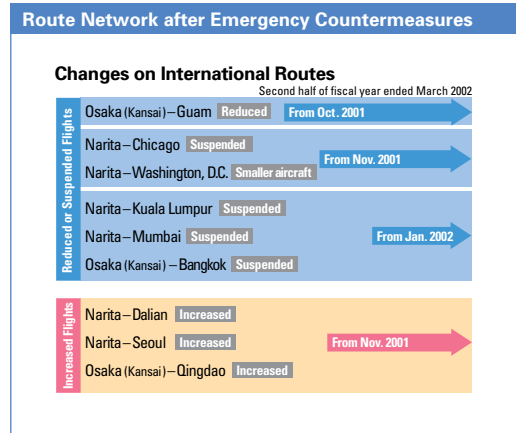 Route Network after Emergency Countermeasures
Changes on International Routes
Second half of fiscal year ended March 2002
Reduced or Suspended Flights
Osaka (Kansai)–Guam Reduced From Oct. 2001
Narita–Chicago Suspended
Narita–Washington, D.C. Smaller aircraft
From Nov. 2001
Narita–Kuala Lumpur Suspended
Narita–Mumbai Suspended From Jan. 2002
Osaka (Kansai)–Bangkok Suspended
Increased Flights
Narita–Dalian Increased
Narita–Seoul Increased From Nov. 2001
Osaka (Kansai)–Qingdao Increased